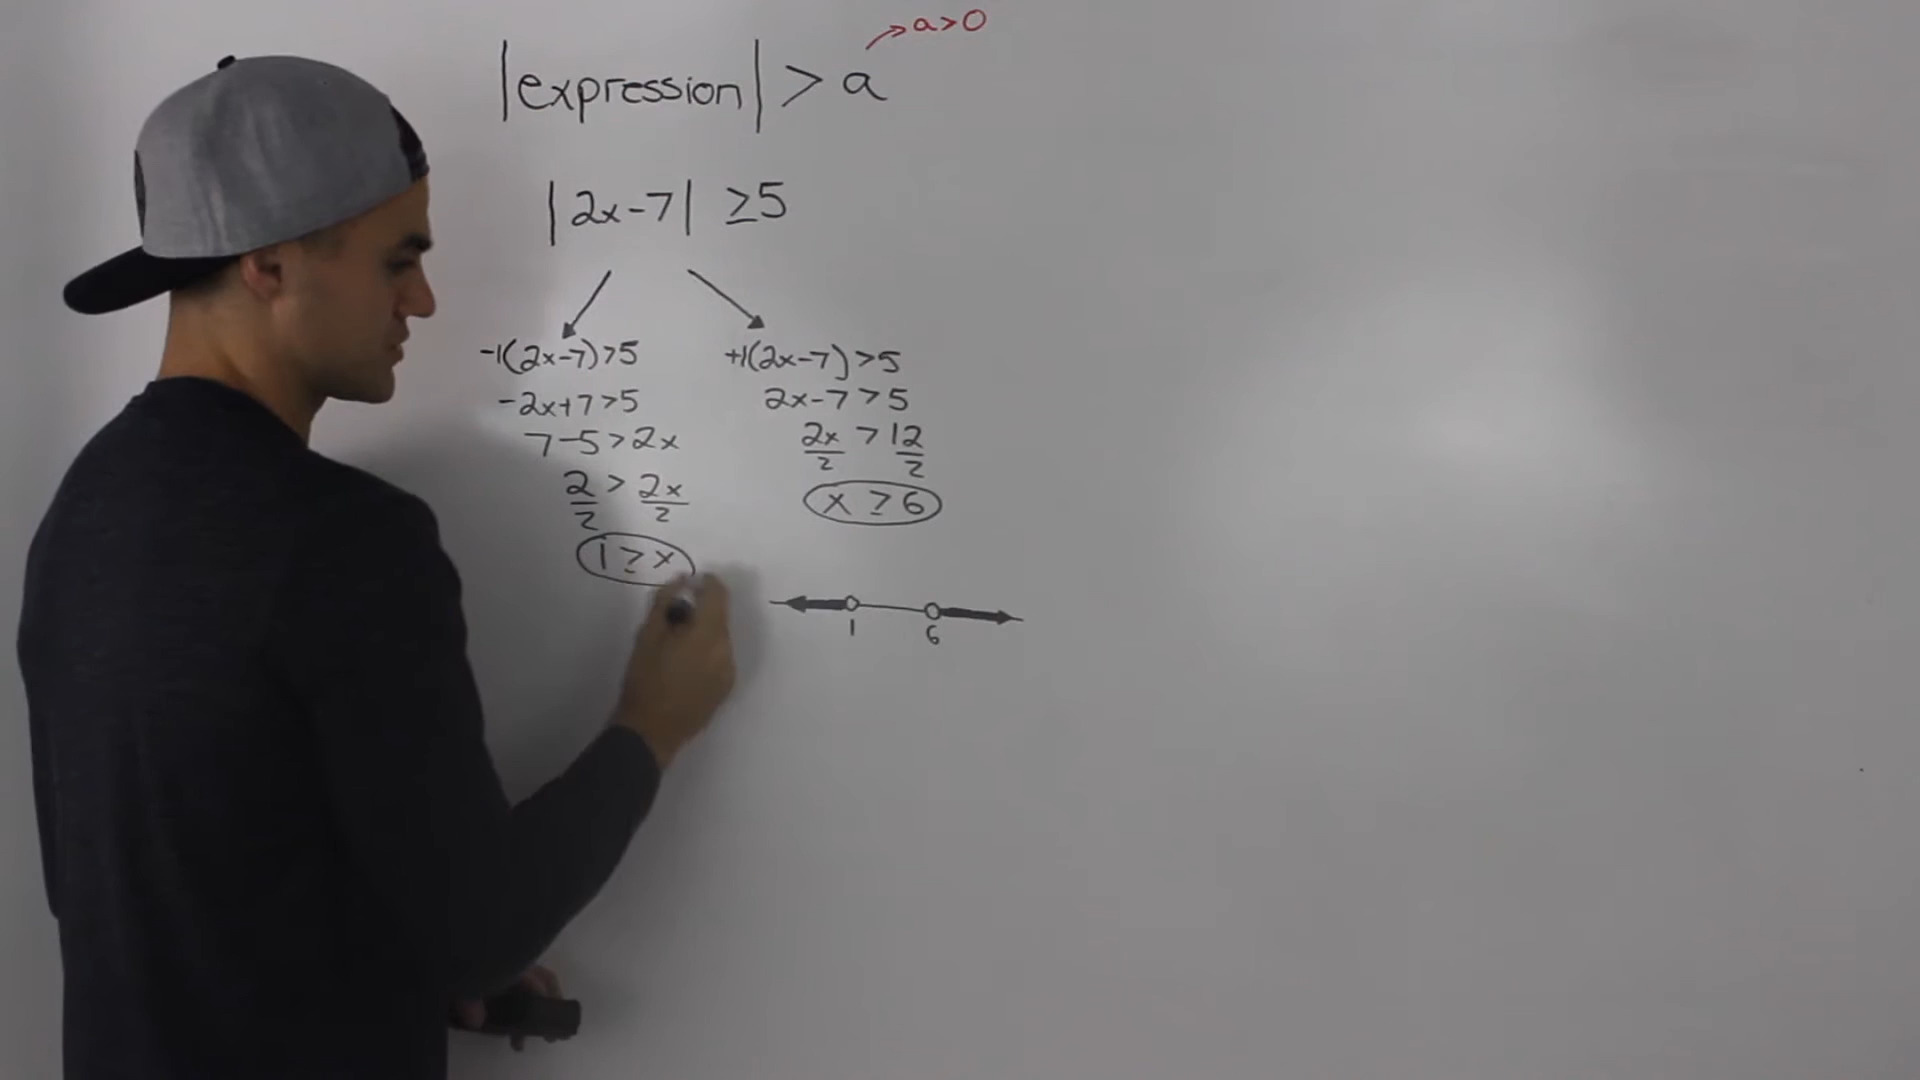 a>0
|expression| > a
|2x-7| ≥5
-1(2x-7)>5
-2x+7>5
7-5>2x
2/2 > 2x/2
1 ≥ x
+1(2x-7)>5
2x-7>5
2x/2 > 12/2
x ≥ 6
1 6